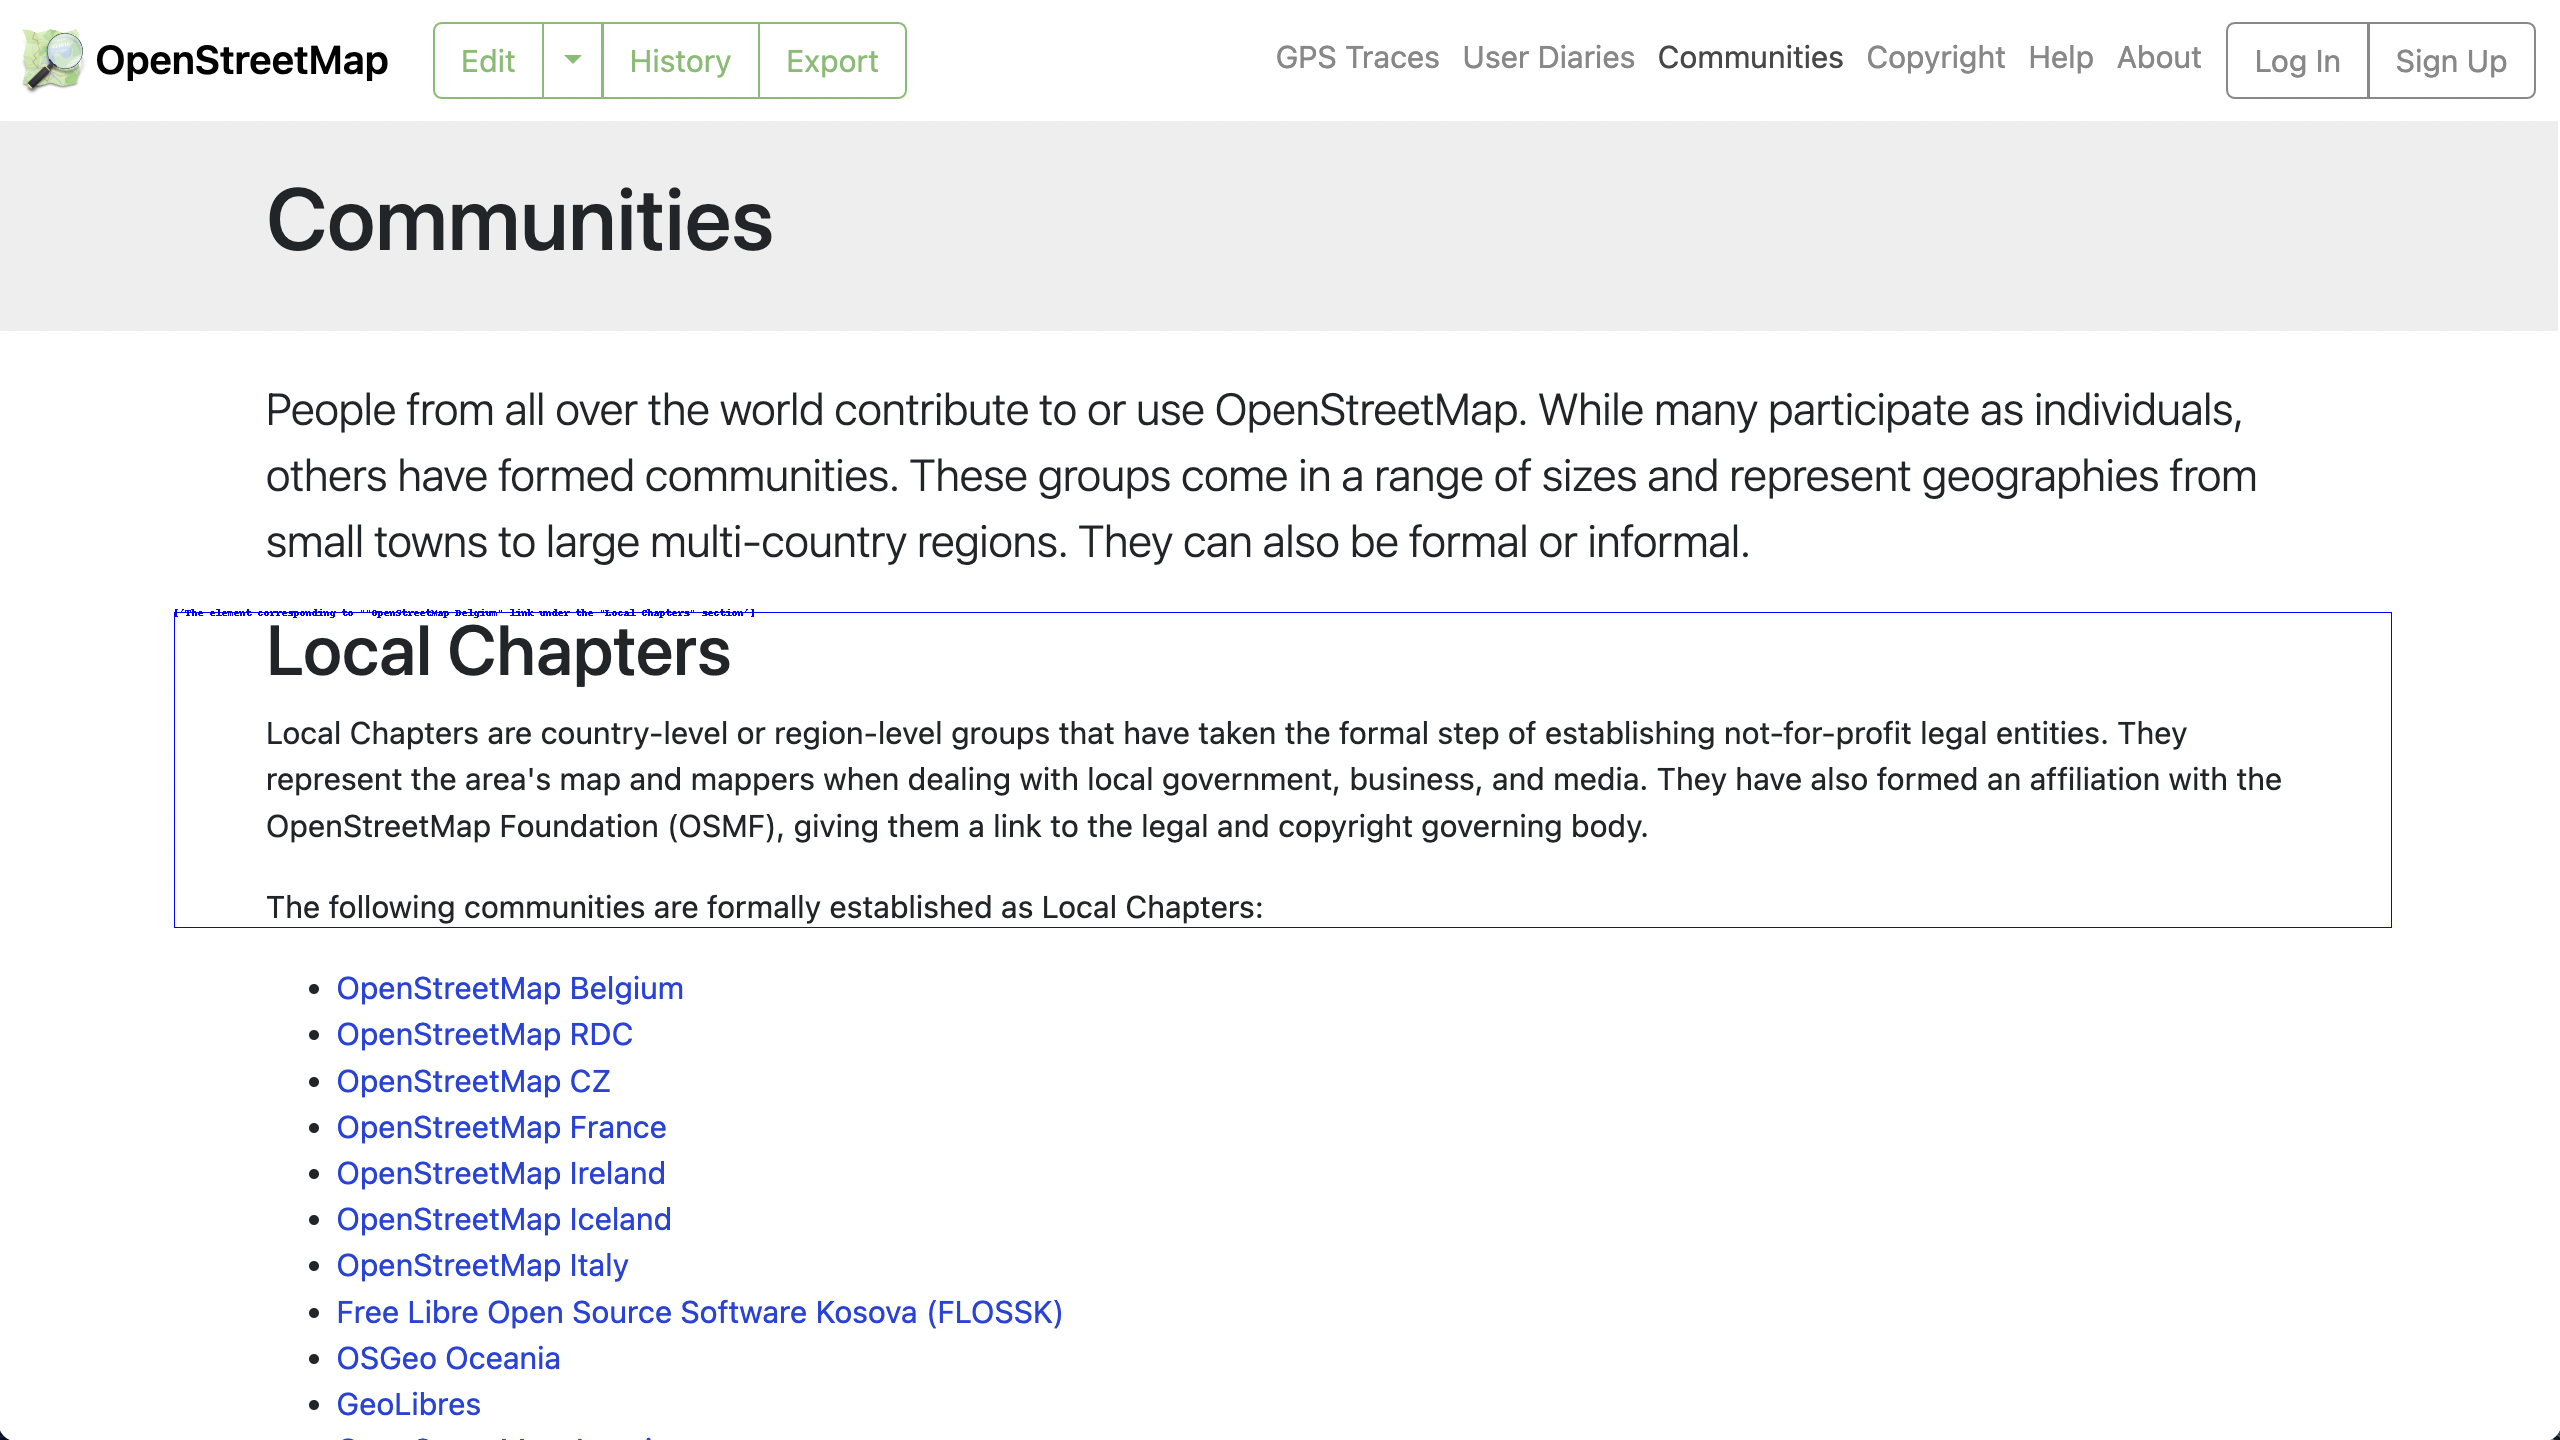 OpenStreetMap
Edit
History
Export
GPS Traces
User Diaries
Communities
Copyright
Help
About
Log In
Sign Up
Communities
People from all over the world contribute to or use OpenStreetMap. While many participate as individuals,
others have formed communities. These groups come in a range of sizes and represent geographies from
small towns to large multi-country regions. They can also be formal or informal.
['The element corresponding to ""OpenStreetMap Belgium" link under the "Local Chapters" section']
Local Chapters
Local Chapters are country-level or region-level groups that have taken the formal step of establishing not-for-profit legal entities. They
represent the area's map and mappers when dealing with local government, business, and media. They have also formed an affiliation with the
OpenStreetMap Foundation (OSMF), giving them a link to the legal and copyright governing body.
The following communities are formally established as Local Chapters:
• OpenStreetMap Belgium
• OpenStreetMap RDC
• OpenStreetMap CZ
• OpenStreetMap France
• OpenStreetMap Ireland
• OpenStreetMap Iceland
• OpenStreetMap Italy
• Free Libre Open Source Software Kosova (FLOSSK)
• OSGeo Oceania
• GeoLibres